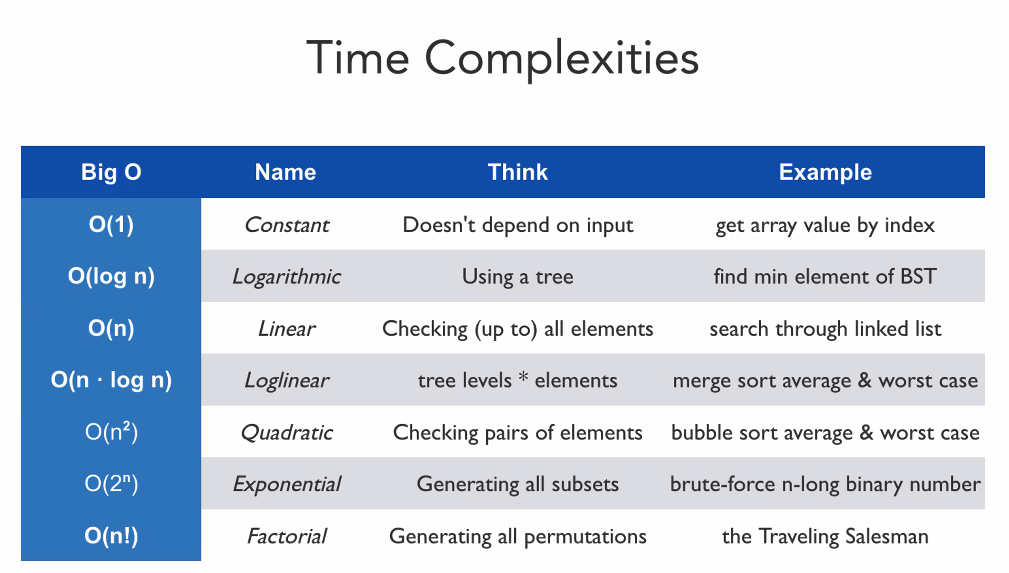 Time Complexities
Big O Name Think Example
O(1) Constant Doesn't depend on input get array value by index
O(log n) Logarithmic Using a tree find min element of BST
O(n) Linear Checking (up to) all elements search through linked list
O(n · log n) Loglinear tree levels * elements merge sort average & worst case
O(n²) Quadratic Checking pairs of elements bubble sort average & worst case
O(2ⁿ) Exponential Generating all subsets brute-force n-long binary number
O(n!) Factorial Generating all permutations the Traveling Salesman